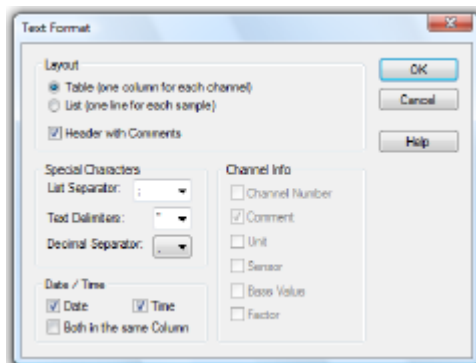 Text Format
Layout
Table (one column for each channel)
List (one line for each sample)
Header with Comments
OK
Cancel
Help
Special Characters
List Separator: ;
Text Delimiters: "
Decimal Separator: .
Channel Info
Channel Number
Comment
Unit
Sensor
Base Value
Factor
Date / Time
Date Time
Both in the same Column